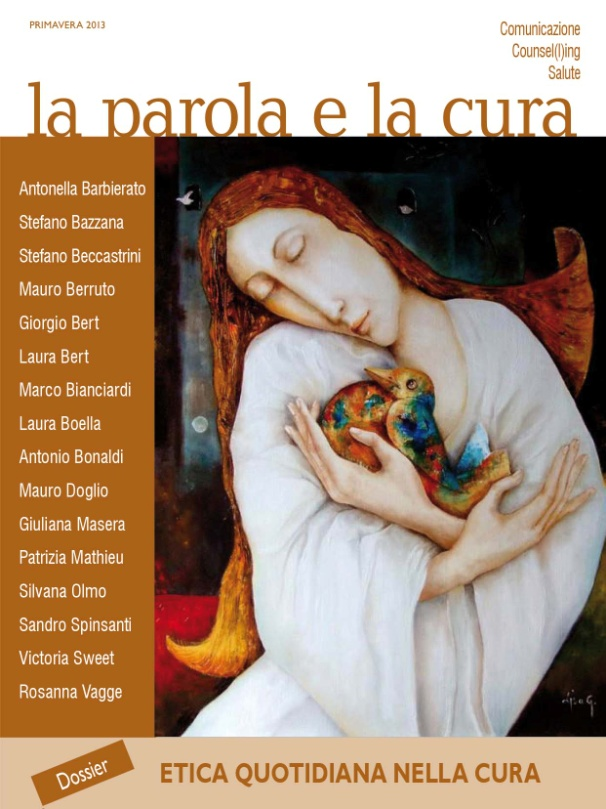 PRIMAVERA 2013
Comunicazione
Counsel(l)ing
Salute
la parola e la cura
Antonella Barbierato
Stefano Bazzana
Stefano Beccastrini
Mauro Berruto
Giorgio Bert
Laura Bert
Marco Bianciardi
Laura Boella
Antonio Bonaldi
Mauro Doglio
Giuliana Masera
Patrizia Mathieu
Silvana Olmo
Sandro Spinsanti
Victoria Sweet
Rosanna Vagge
Dossier
ETICA QUOTIDIANA NELLA CURA